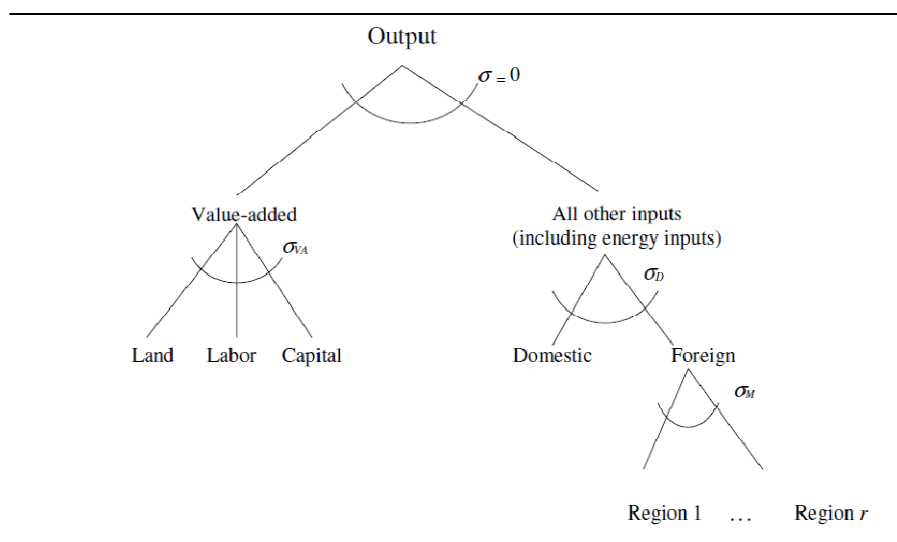 Output
σ = 0
Value-added
All other inputs
(including energy inputs)
σVA
σD
Land Labor Capital
Domestic Foreign
σM
Region 1 … Region r